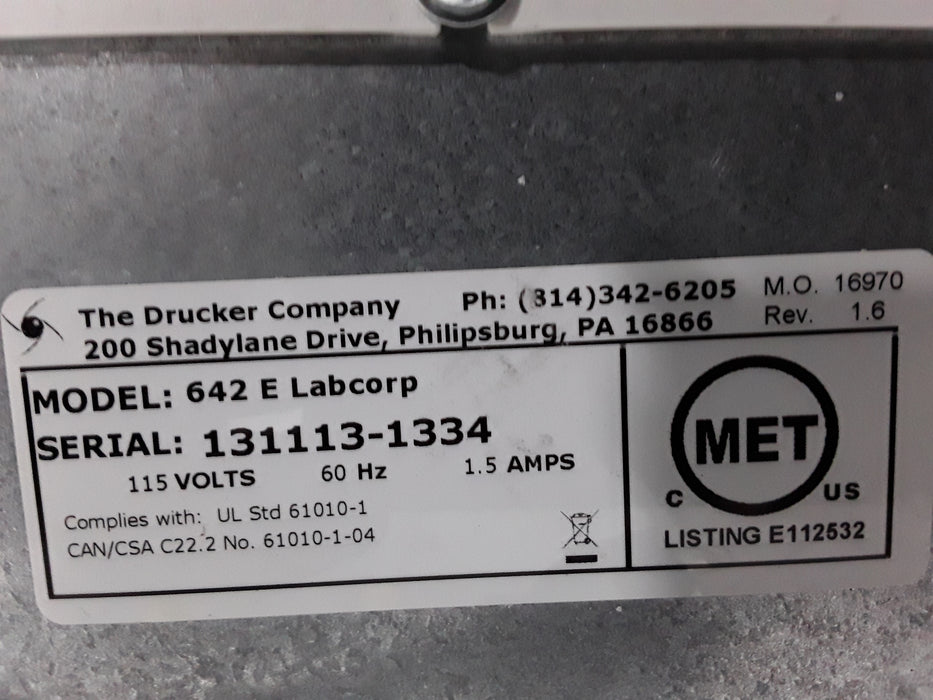 The Drucker Company Ph: (814)342-6205 M.O. 16970
200 Shadylane Drive, Philipsburg, PA 16866 Rev. 1.6
MODEL: 642 E Labcorp
SERIAL: 131113-1334
115 VOLTS 60 Hz 1.5 AMPS
Complies with: UL Std 61010-1
CAN/CSA C22.2 No. 61010-1-04
MET
C US
LISTING E112532